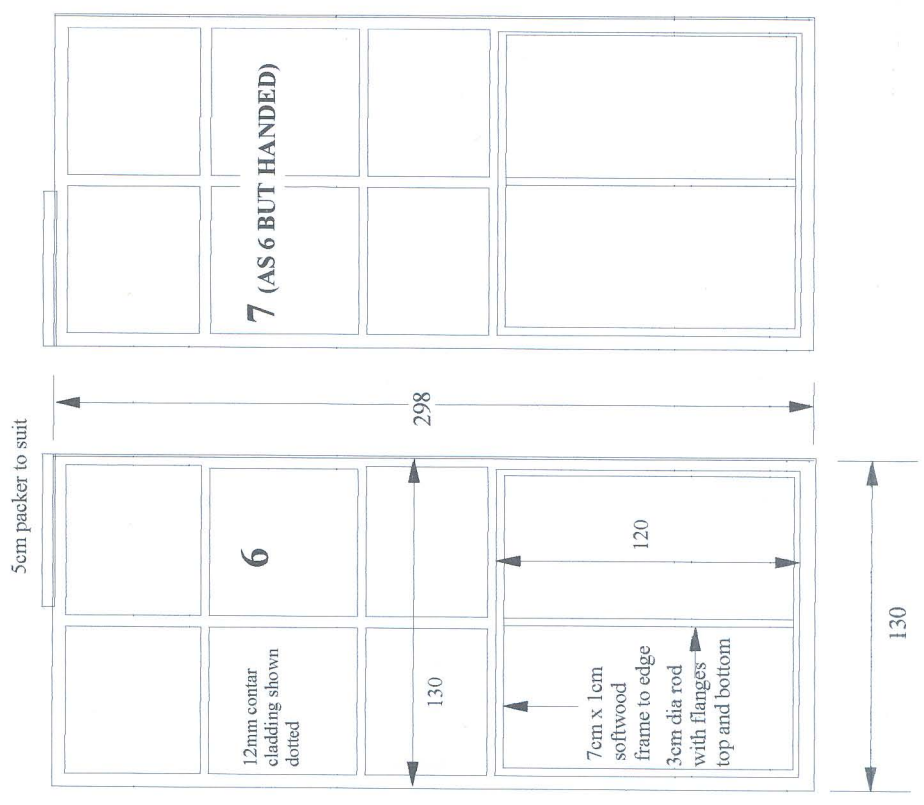 5cm packer to suit
7 (AS 6 BUT HANDED)
298
6
12mm contar
cladding shown
dotted
130
120
7cm x 1cm
softwood
frame to edge
3cm dia rod
with flanges
top and bottom
130